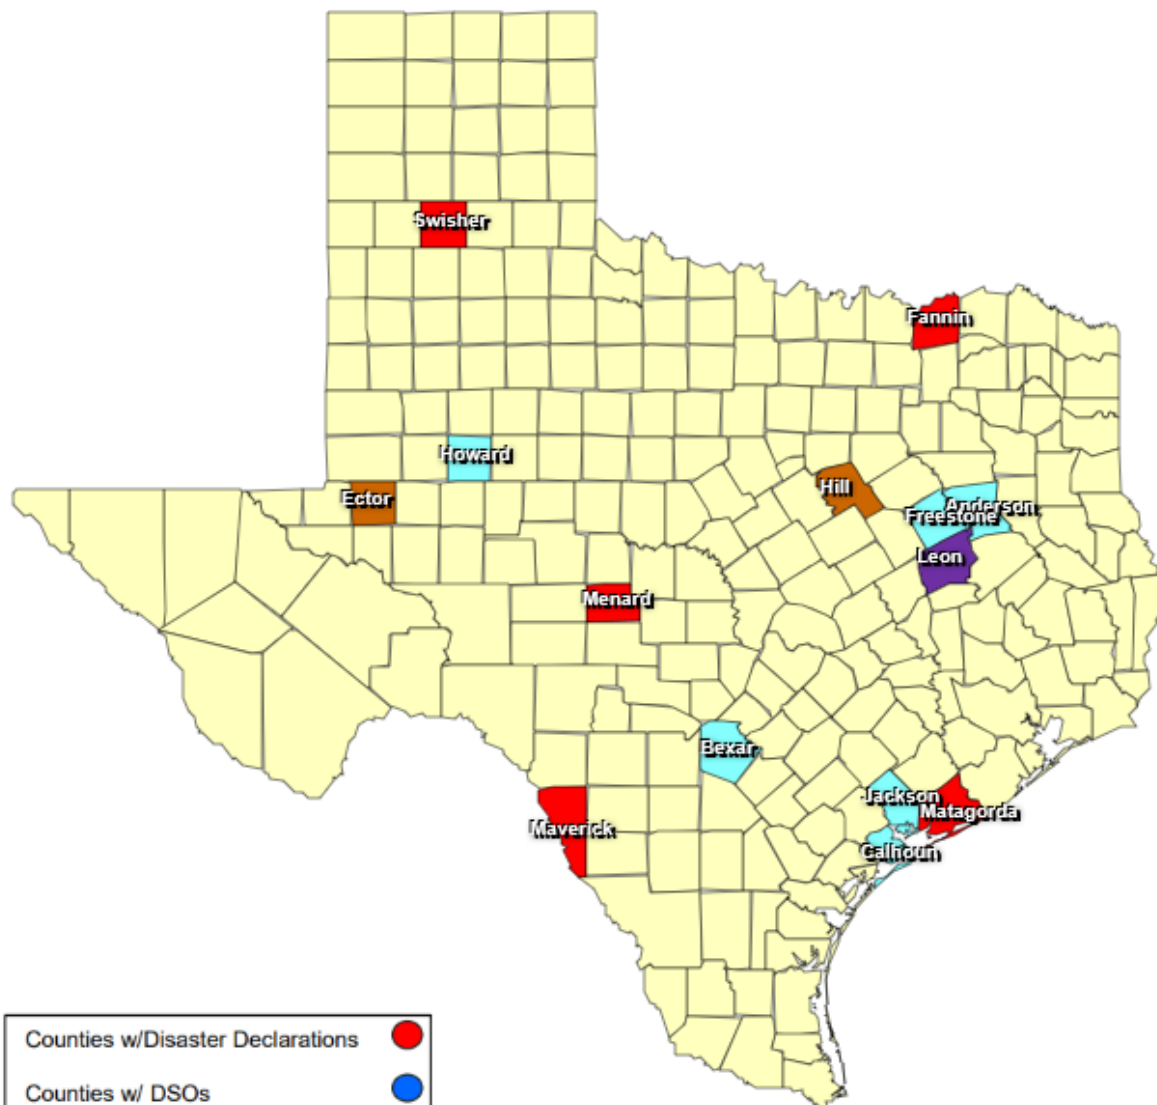 Swisher
Fannin
Howard
Ector
Hill
Anderson
Freestone
Leon
Menard
Bexar
Jackson
Matagorda
Maverick
Calhoun
Counties w/Disaster Declarations
Counties w/ DSOs